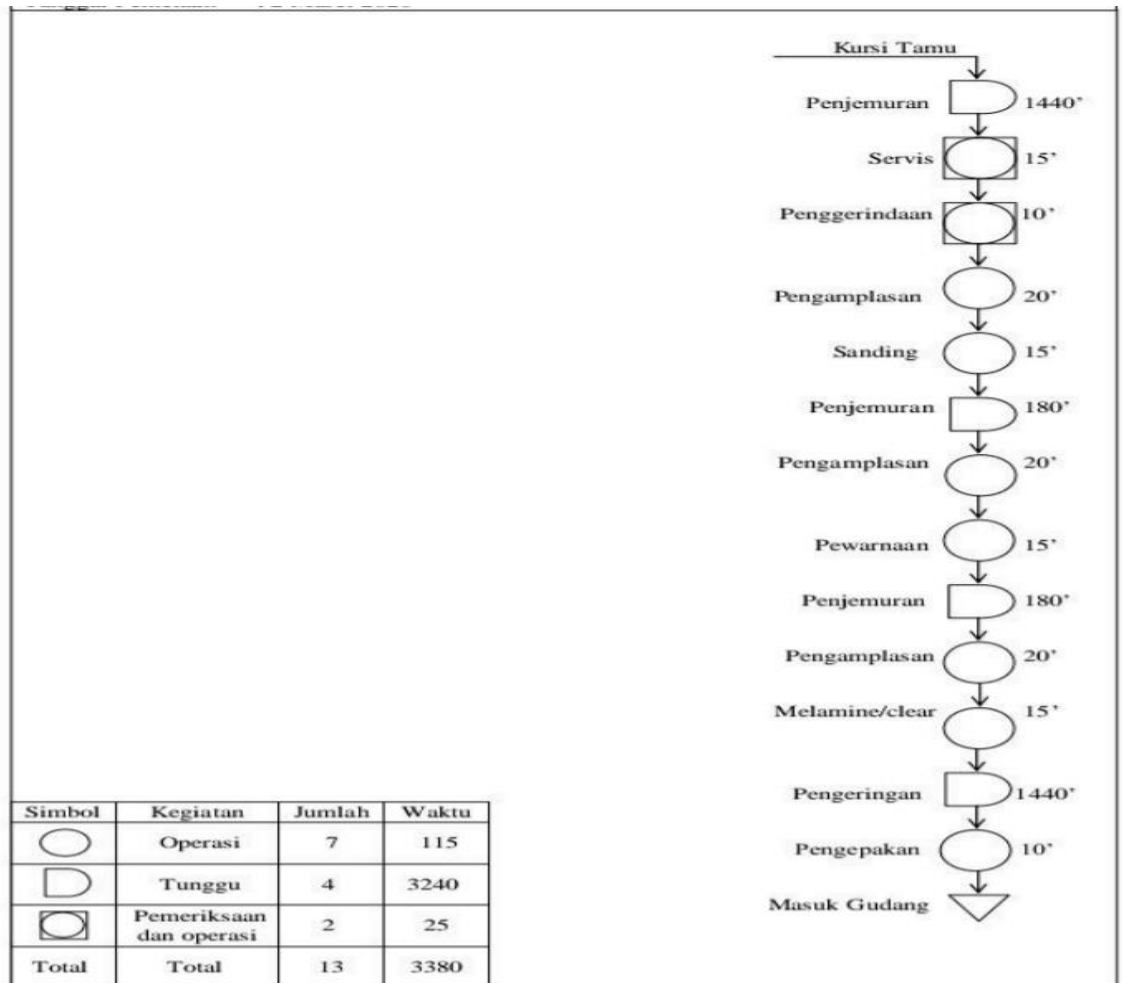 Kursi Tamu
Penjemuran 1440'
Servis 15'
Penggerindaan 10'
Pengamplasan 20'
Sanding 15'
Penjemuran 180'
Pengamplasan 20'
Pewarnaan 15'
Penjemuran 180'
Pengamplasan 20'
Melamine/clear 15'
Pengeringan 1440'
Pengepakan 10'
Masuk Gudang
Simbol Kegiatan Jumlah Waktu
Operasi 7 115
Tunggu 4 3240
Pemeriksaan
dan operasi 2 25
Total Total 13 3380